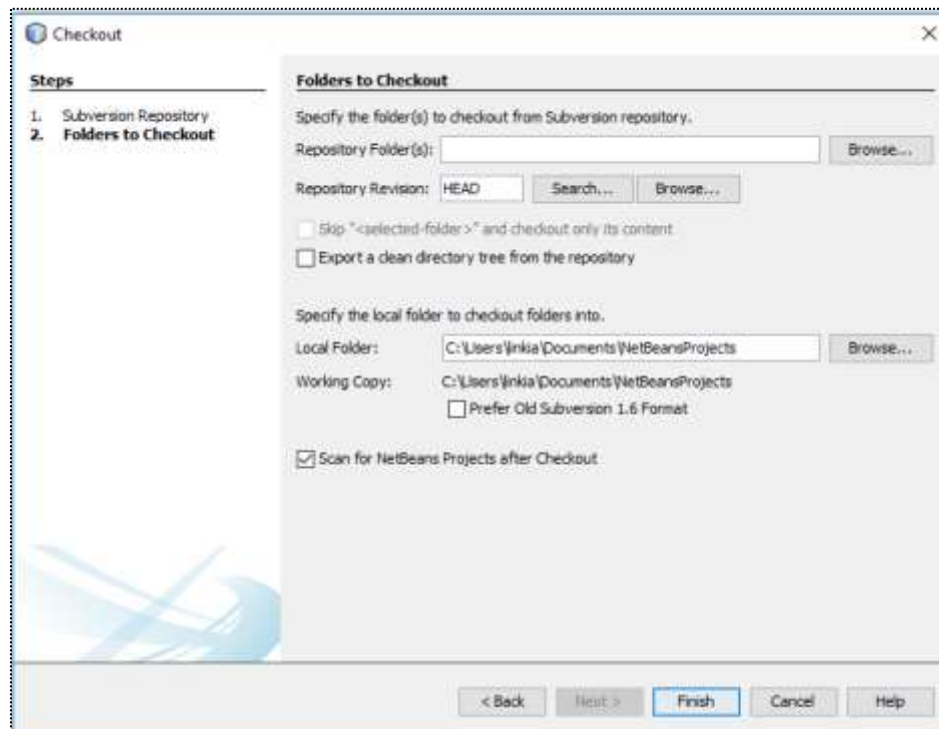 Checkout
Steps
1. Subversion Repository
2. Folders to Checkout
Folders to Checkout
Specify the folder(s) to checkout from Subversion repository.
Repository Folder(s): Browse...
Repository Revision: HEAD Search... Browse...
Skip "<selected-folder>" and checkout only its content
Export a clean directory tree from the repository
Specify the local folder to checkout folders into.
Local Folder: C:\Users\linkia\Documents\NetBeansProjects Browse...
Working Copy: C:\Users\linkia\Documents\NetBeansProjects
Prefer Old Subversion 1.6 Format
Scan for NetBeans Projects after Checkout
< Back Next > Finish Cancel Help